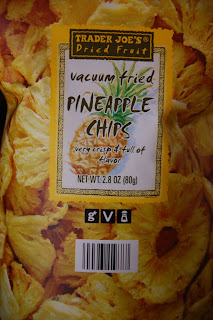 TRADER JOE'S®
Dried Fruit
vacuum fried
PINEAPPLE
CHIPS
very crisp & full of
flavor
NET WT. 2.8 OZ (80g)
g V